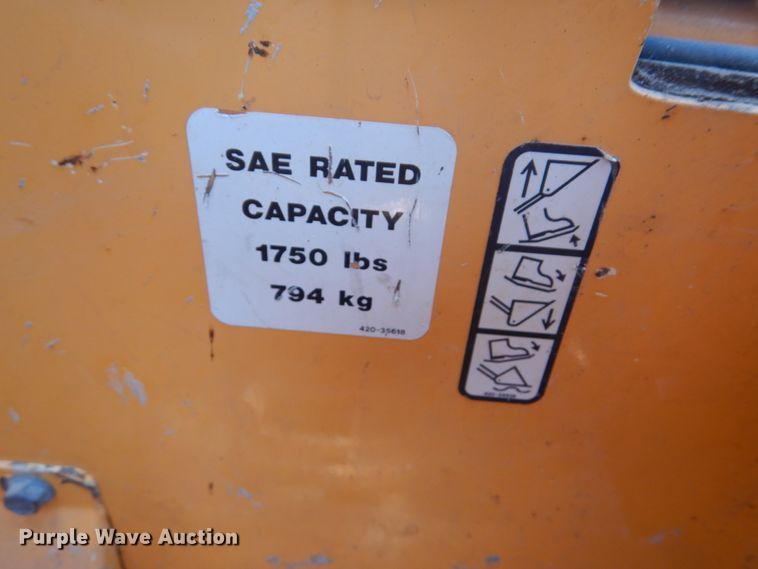 SAE RATED
CAPACITY
1750 lbs
794 kg
420-35618
Purple Wave Auction